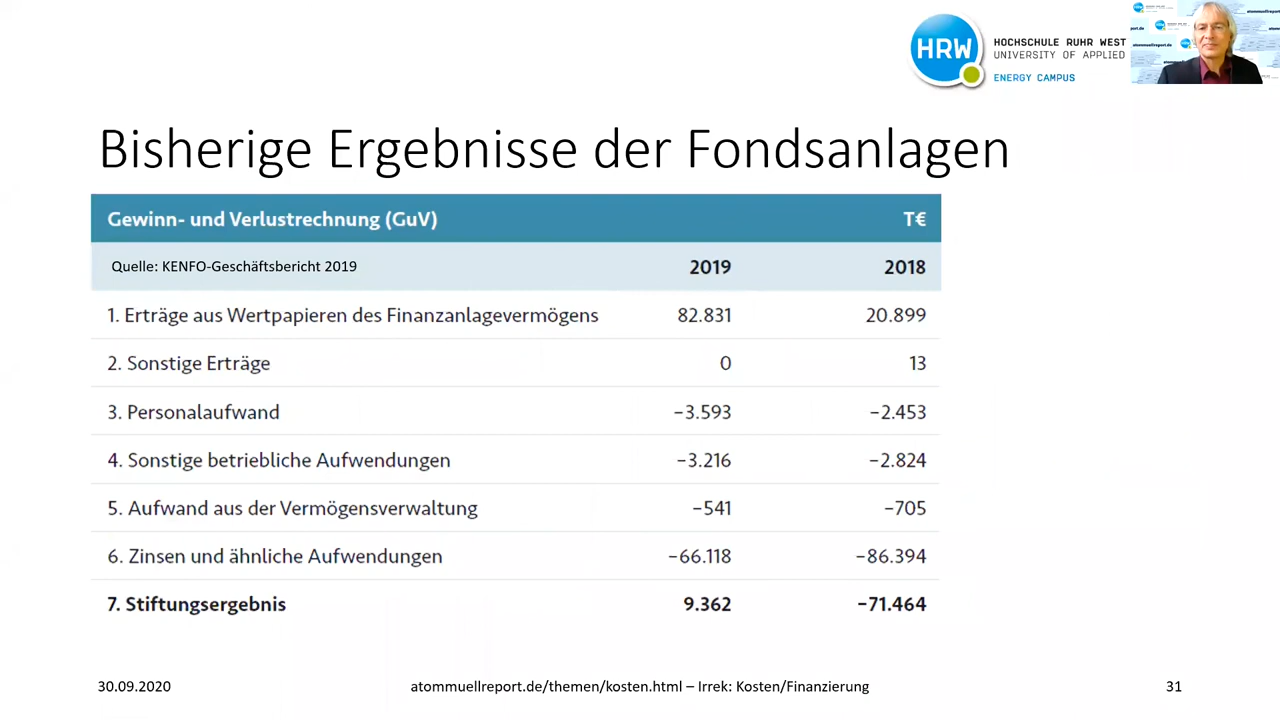 HRW
HOCHSCHULE RUHR WEST
UNIVERSITY OF APPLIED
ENERGY CAMPUS
atommuellreport.de
Bisherige Ergebnisse der Fondsanlagen
Gewinn- und Verlustrechnung (GuV) T€
Quelle: KENFO-Geschäftsbericht 2019 2019 2018
1. Erträge aus Wertpapieren des Finanzanlagevermögens 82.831 20.899
2. Sonstige Erträge 0 13
3. Personalaufwand −3.593 −2.453
4. Sonstige betriebliche Aufwendungen −3.216 −2.824
5. Aufwand aus der Vermögensverwaltung −541 −705
6. Zinsen und ähnliche Aufwendungen −66.118 −86.394
7. Stiftungsergebnis 9.362 −71.464
30.09.2020 atommuellreport.de/themen/kosten.html – Irrek: Kosten/Finanzierung 31